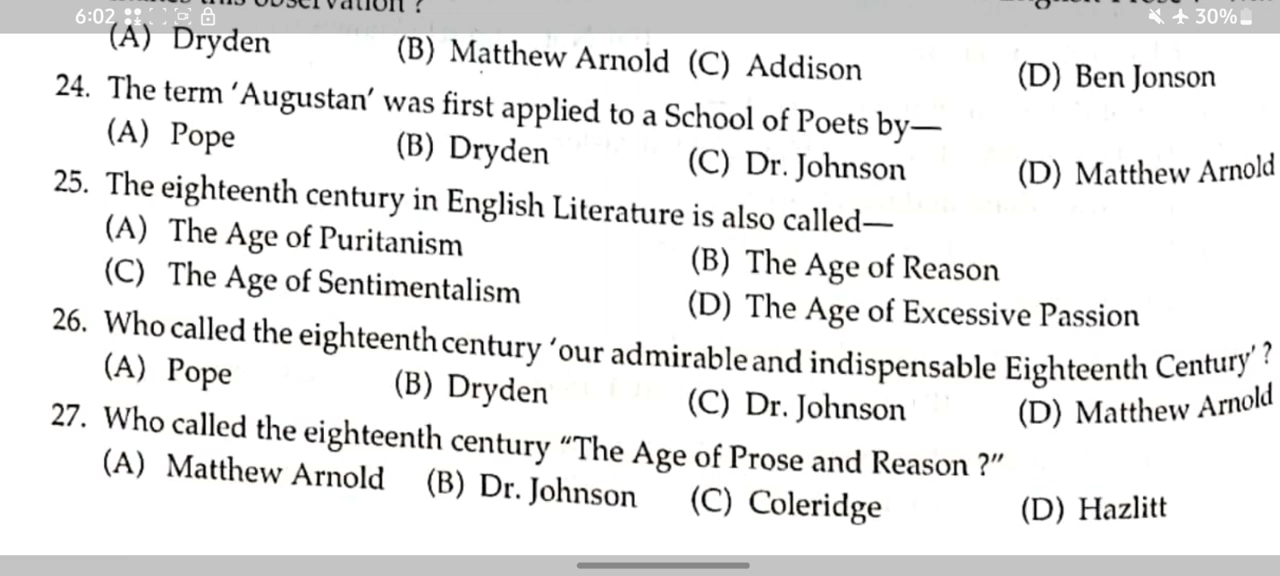 6:02 30%
(A) Dryden (B) Matthew Arnold (C) Addison (D) Ben Jonson
24. The term ‘Augustan’ was first applied to a School of Poets by—
(A) Pope (B) Dryden (C) Dr. Johnson (D) Matthew Arnold
25. The eighteenth century in English Literature is also called—
(A) The Age of Puritanism (B) The Age of Reason
(C) The Age of Sentimentalism (D) The Age of Excessive Passion
26. Who called the eighteenth century ‘our admirable and indispensable Eighteenth Century’ ?
(A) Pope (B) Dryden (C) Dr. Johnson (D) Matthew Arnold
27. Who called the eighteenth century “The Age of Prose and Reason ?”
(A) Matthew Arnold (B) Dr. Johnson (C) Coleridge (D) Hazlitt